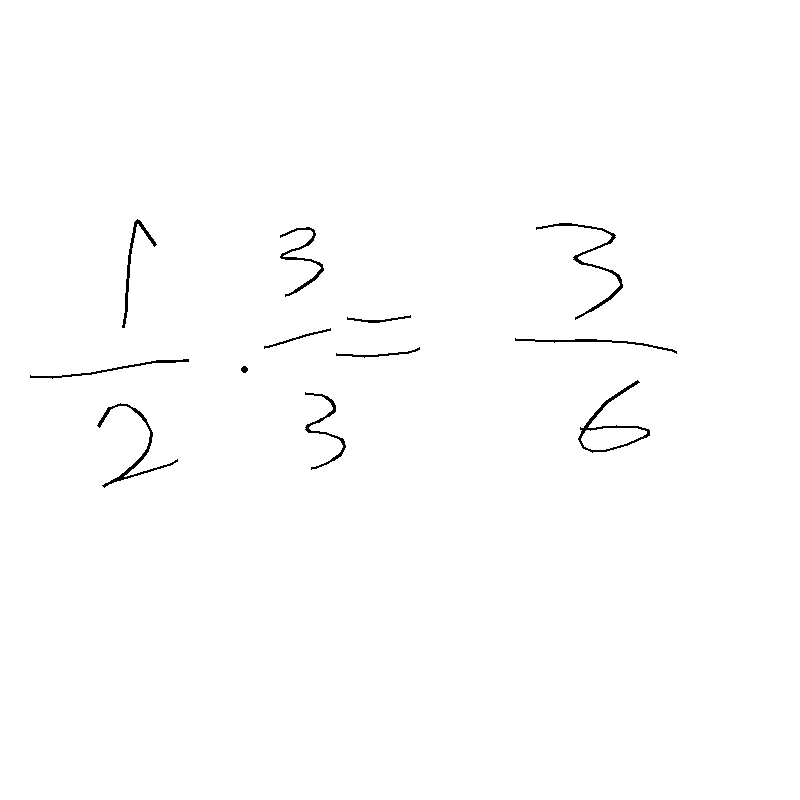 1/2 · 3/3 = 3/6